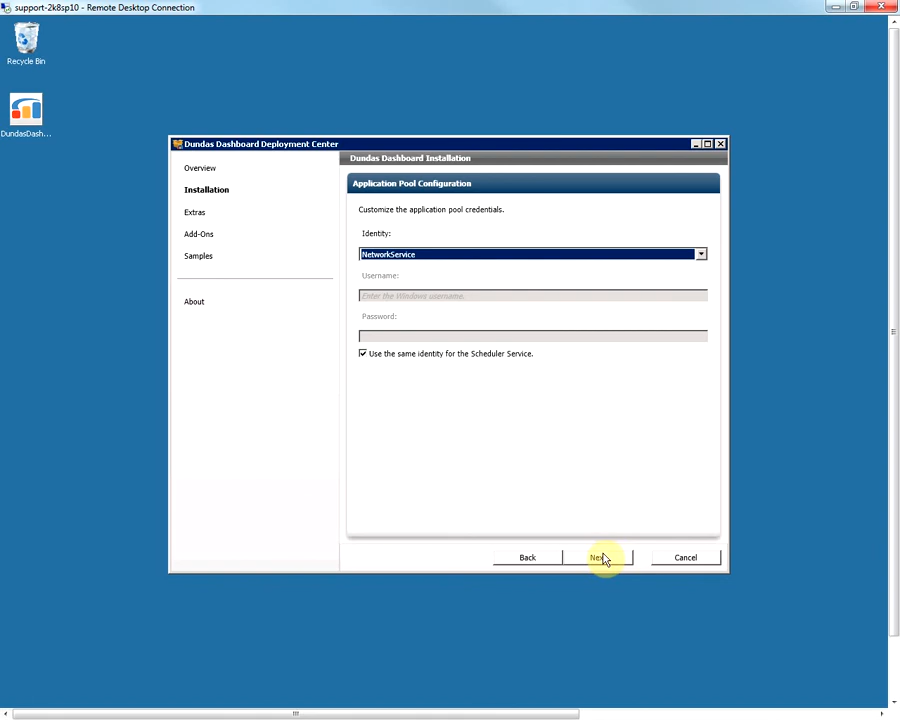 support-2k8sp10 - Remote Desktop Connection
Recycle Bin
DundasDash...
Dundas Dashboard Deployment Center
Overview
Installation
Extras
Add-Ons
Samples
About
Dundas Dashboard Installation
Application Pool Configuration
Customize the application pool credentials.
Identity:
NetworkService
Username:
Enter the Windows username.
Password:
Use the same identity for the Scheduler Service.
Back
Next
Cancel